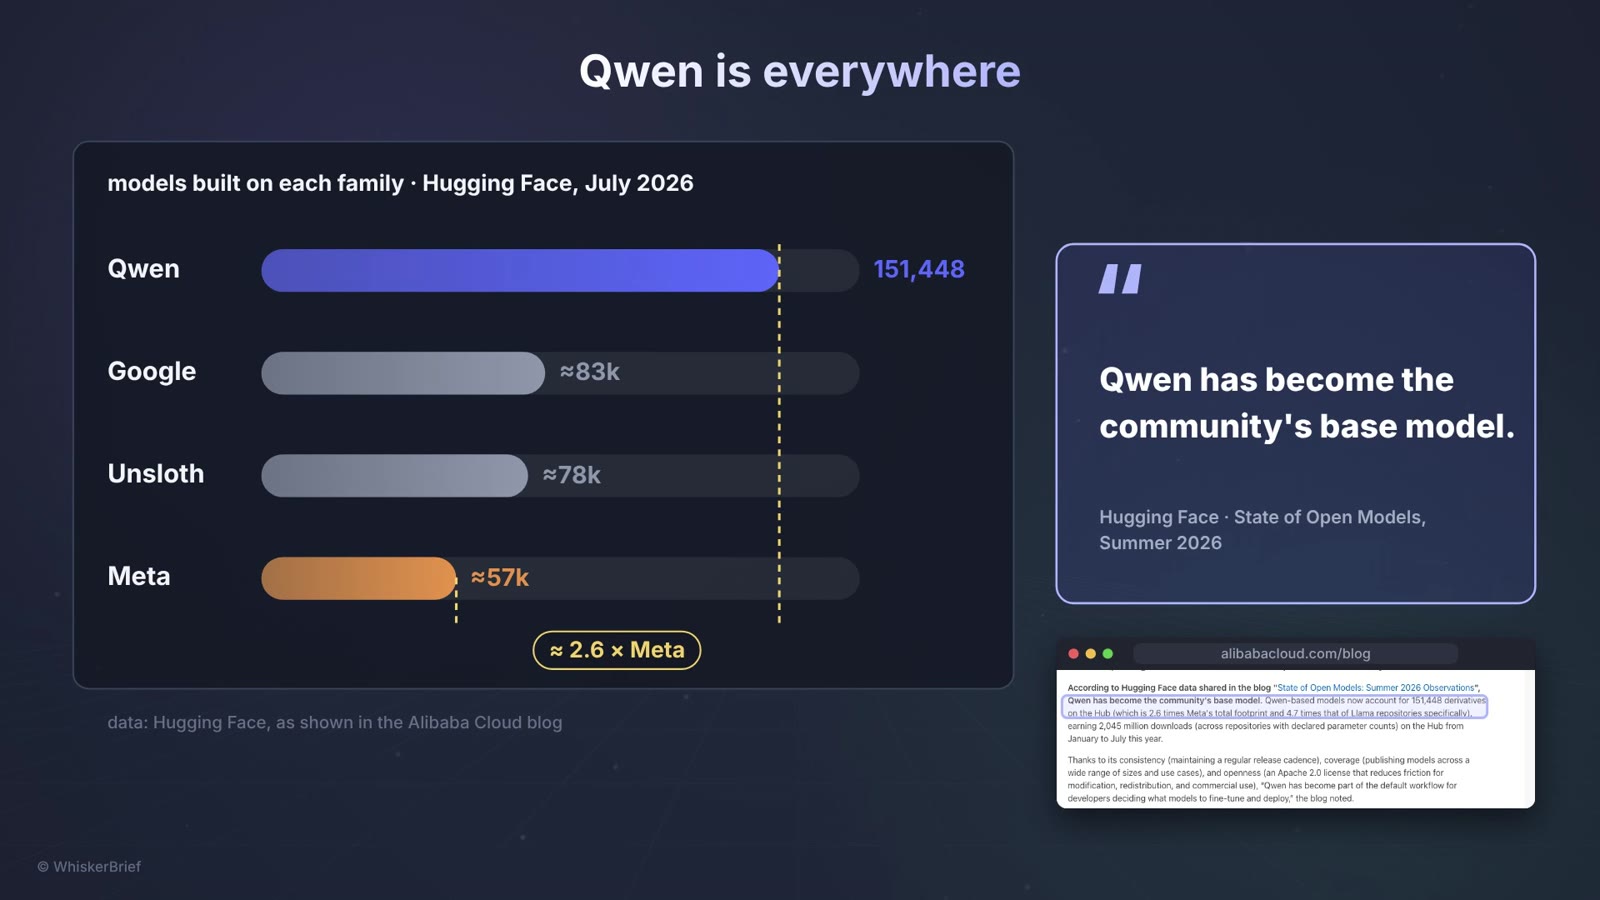 Qwen is everywhere
models built on each family · Hugging Face, July 2026
Qwen
151,448
Google
≈83k
Unsloth
≈78k
Meta
≈57k
≈ 2.6 × Meta
data: Hugging Face, as shown in the Alibaba Cloud blog
“
Qwen has become the
community's base model.
Hugging Face · State of Open Models,
Summer 2026
alibabacloud.com/blog
According to Hugging Face data shared in the blog "State of Open Models: Summer 2026 Observations",
Qwen has become the community's base model. Qwen-based models now account for 151,448 derivatives
on the Hub (which is 2.6 times Meta's total footprint and 4.7 times that of Llama repositories specifically),
earning 2,045 million downloads (across repositories with declared parameter counts) on the Hub from
January to July this year.
Thanks to its consistency (maintaining a regular release cadence), coverage (publishing models across a
wide range of sizes and use cases), and openness (an Apache 2.0 license that reduces friction for
modification, redistribution, and commercial use), "Qwen has become part of the default workflow for
developers deciding what models to fine-tune and deploy," the blog noted.
© WhiskerBrief